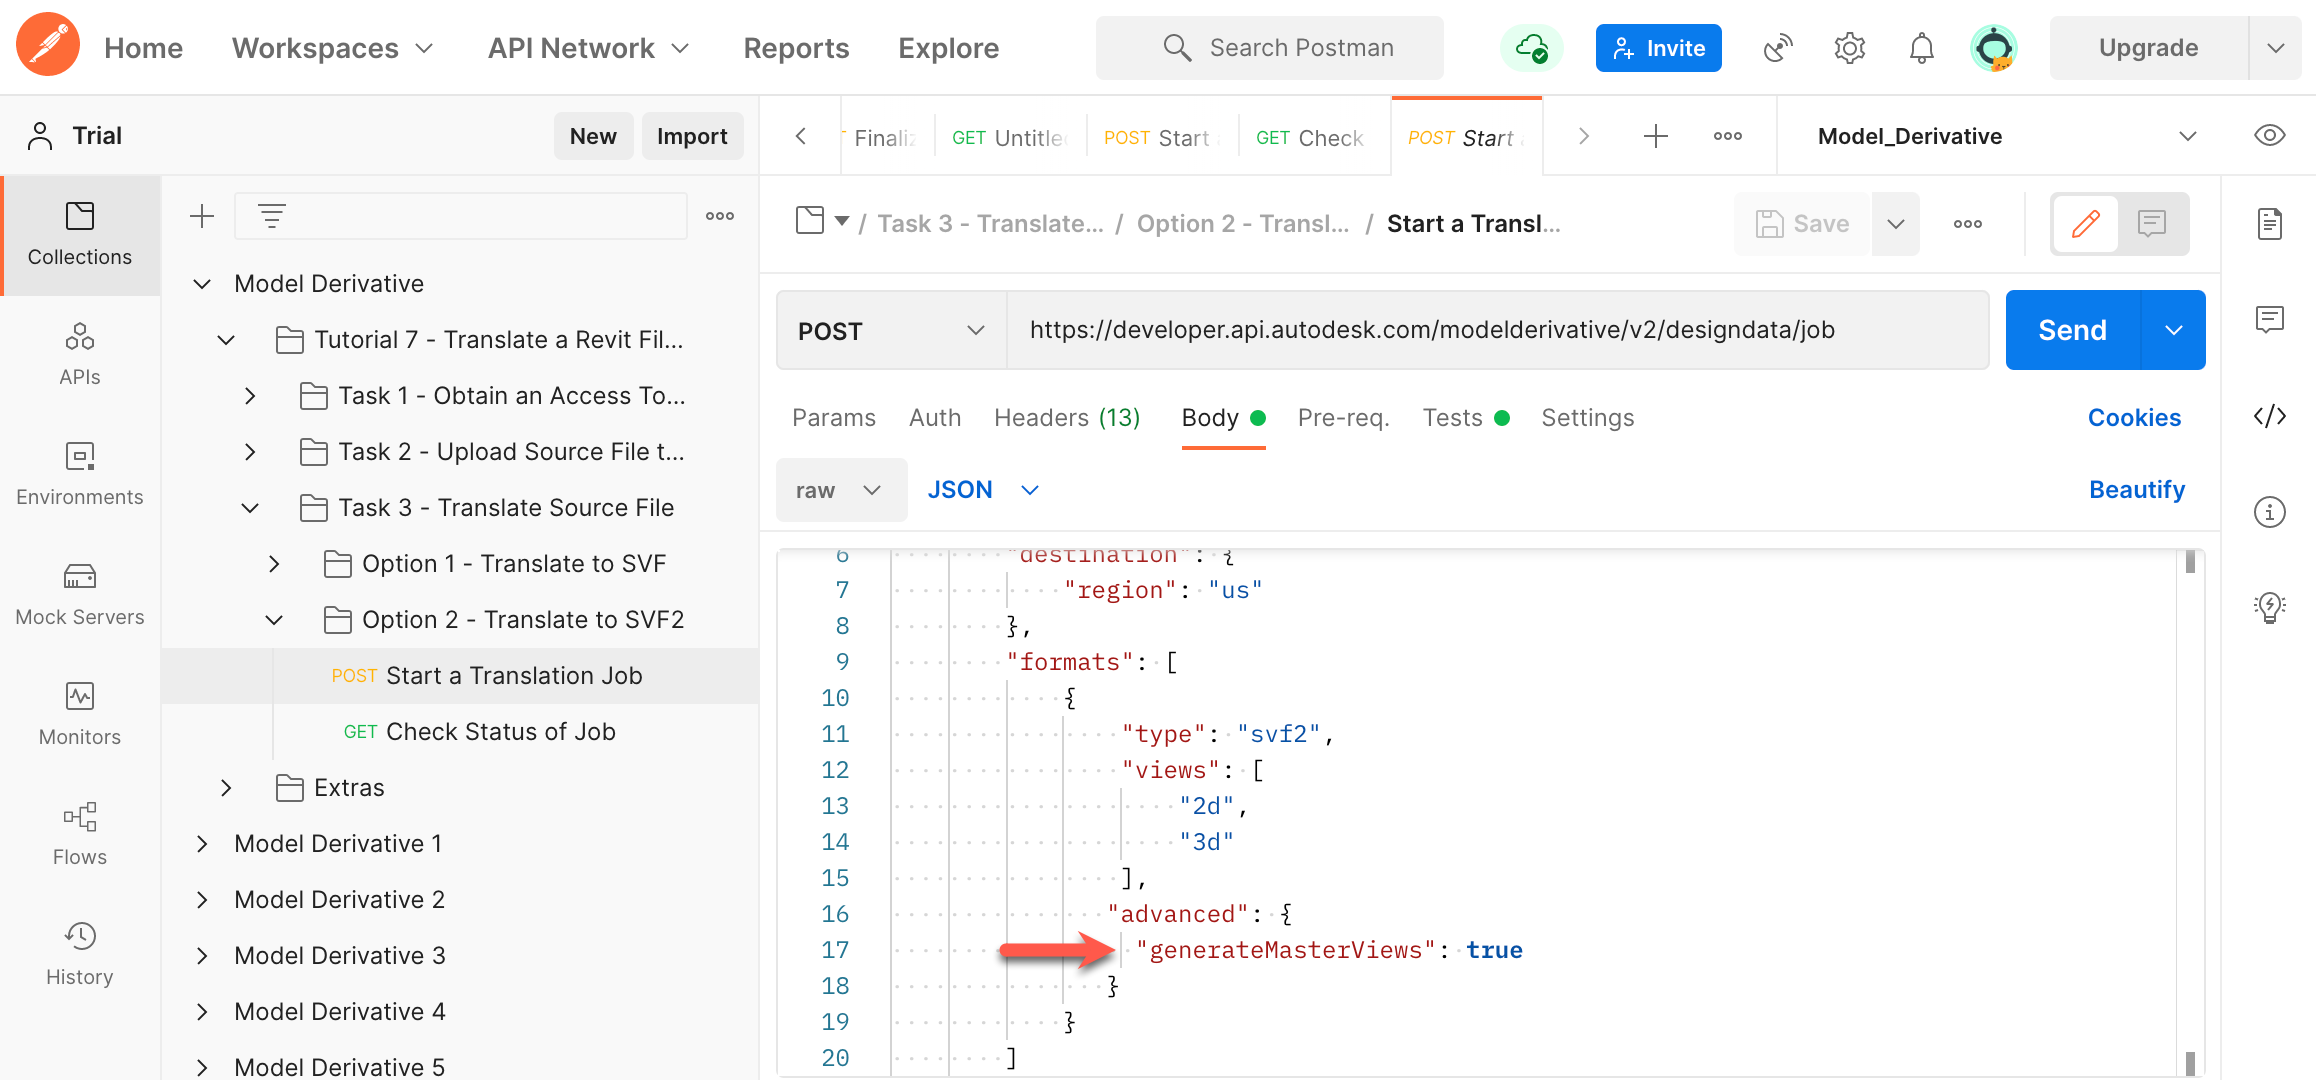 Home Workspaces API Network Reports Explore Search Postman Invite Upgrade
Trial New Import
Finaliz GET Untitle POST Start GET Check POST Start Model_Derivative
Collections
APIs
Environments
Mock Servers
Monitors
Flows
History
Model Derivative
Tutorial 7 - Translate a Revit Fil...
Task 1 - Obtain an Access To...
Task 2 - Upload Source File t...
Task 3 - Translate Source File
Option 1 - Translate to SVF
Option 2 - Translate to SVF2
POST Start a Translation Job
GET Check Status of Job
Extras
Model Derivative 1
Model Derivative 2
Model Derivative 3
Model Derivative 4
Model Derivative 5
/ Task 3 - Translate... / Option 2 - Transl... / Start a Transl... Save
POST https://developer.api.autodesk.com/modelderivative/v2/designdata/job Send
Params Auth Headers (13) Body Pre-req. Tests Settings Cookies
raw JSON Beautify
6 "destination": {
7 "region": "us"
8 },
9 "formats": [
10 {
11 "type": "svf2",
12 "views": [
13 "2d",
14 "3d"
15 ],
16 "advanced": {
17 "generateMasterViews": true
18 }
19 }
20 ]